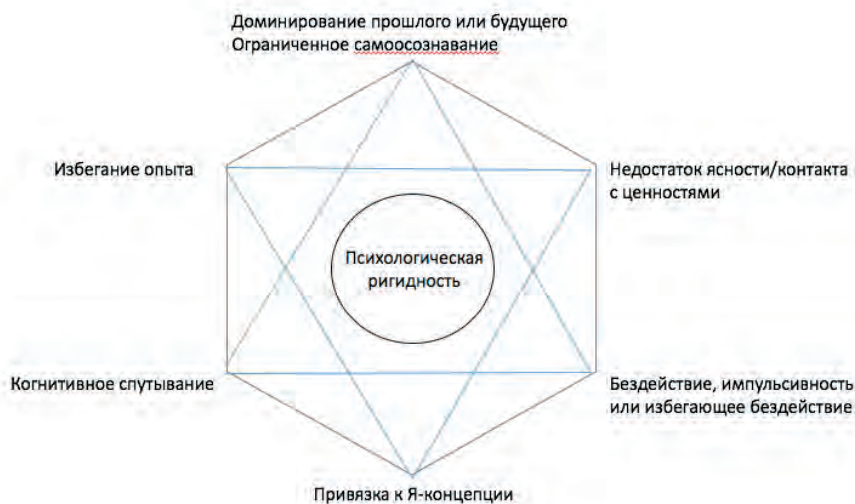 Доминирование прошлого или будущего
Ограниченное самоосознавание
Избегание опыта
Недостаток ясности/контакта
с ценностями
Психологическая
ригидность
Когнитивное спутывание
Бездействие, импульсивность
или избегающее бездействие
Привязка к Я-концепции